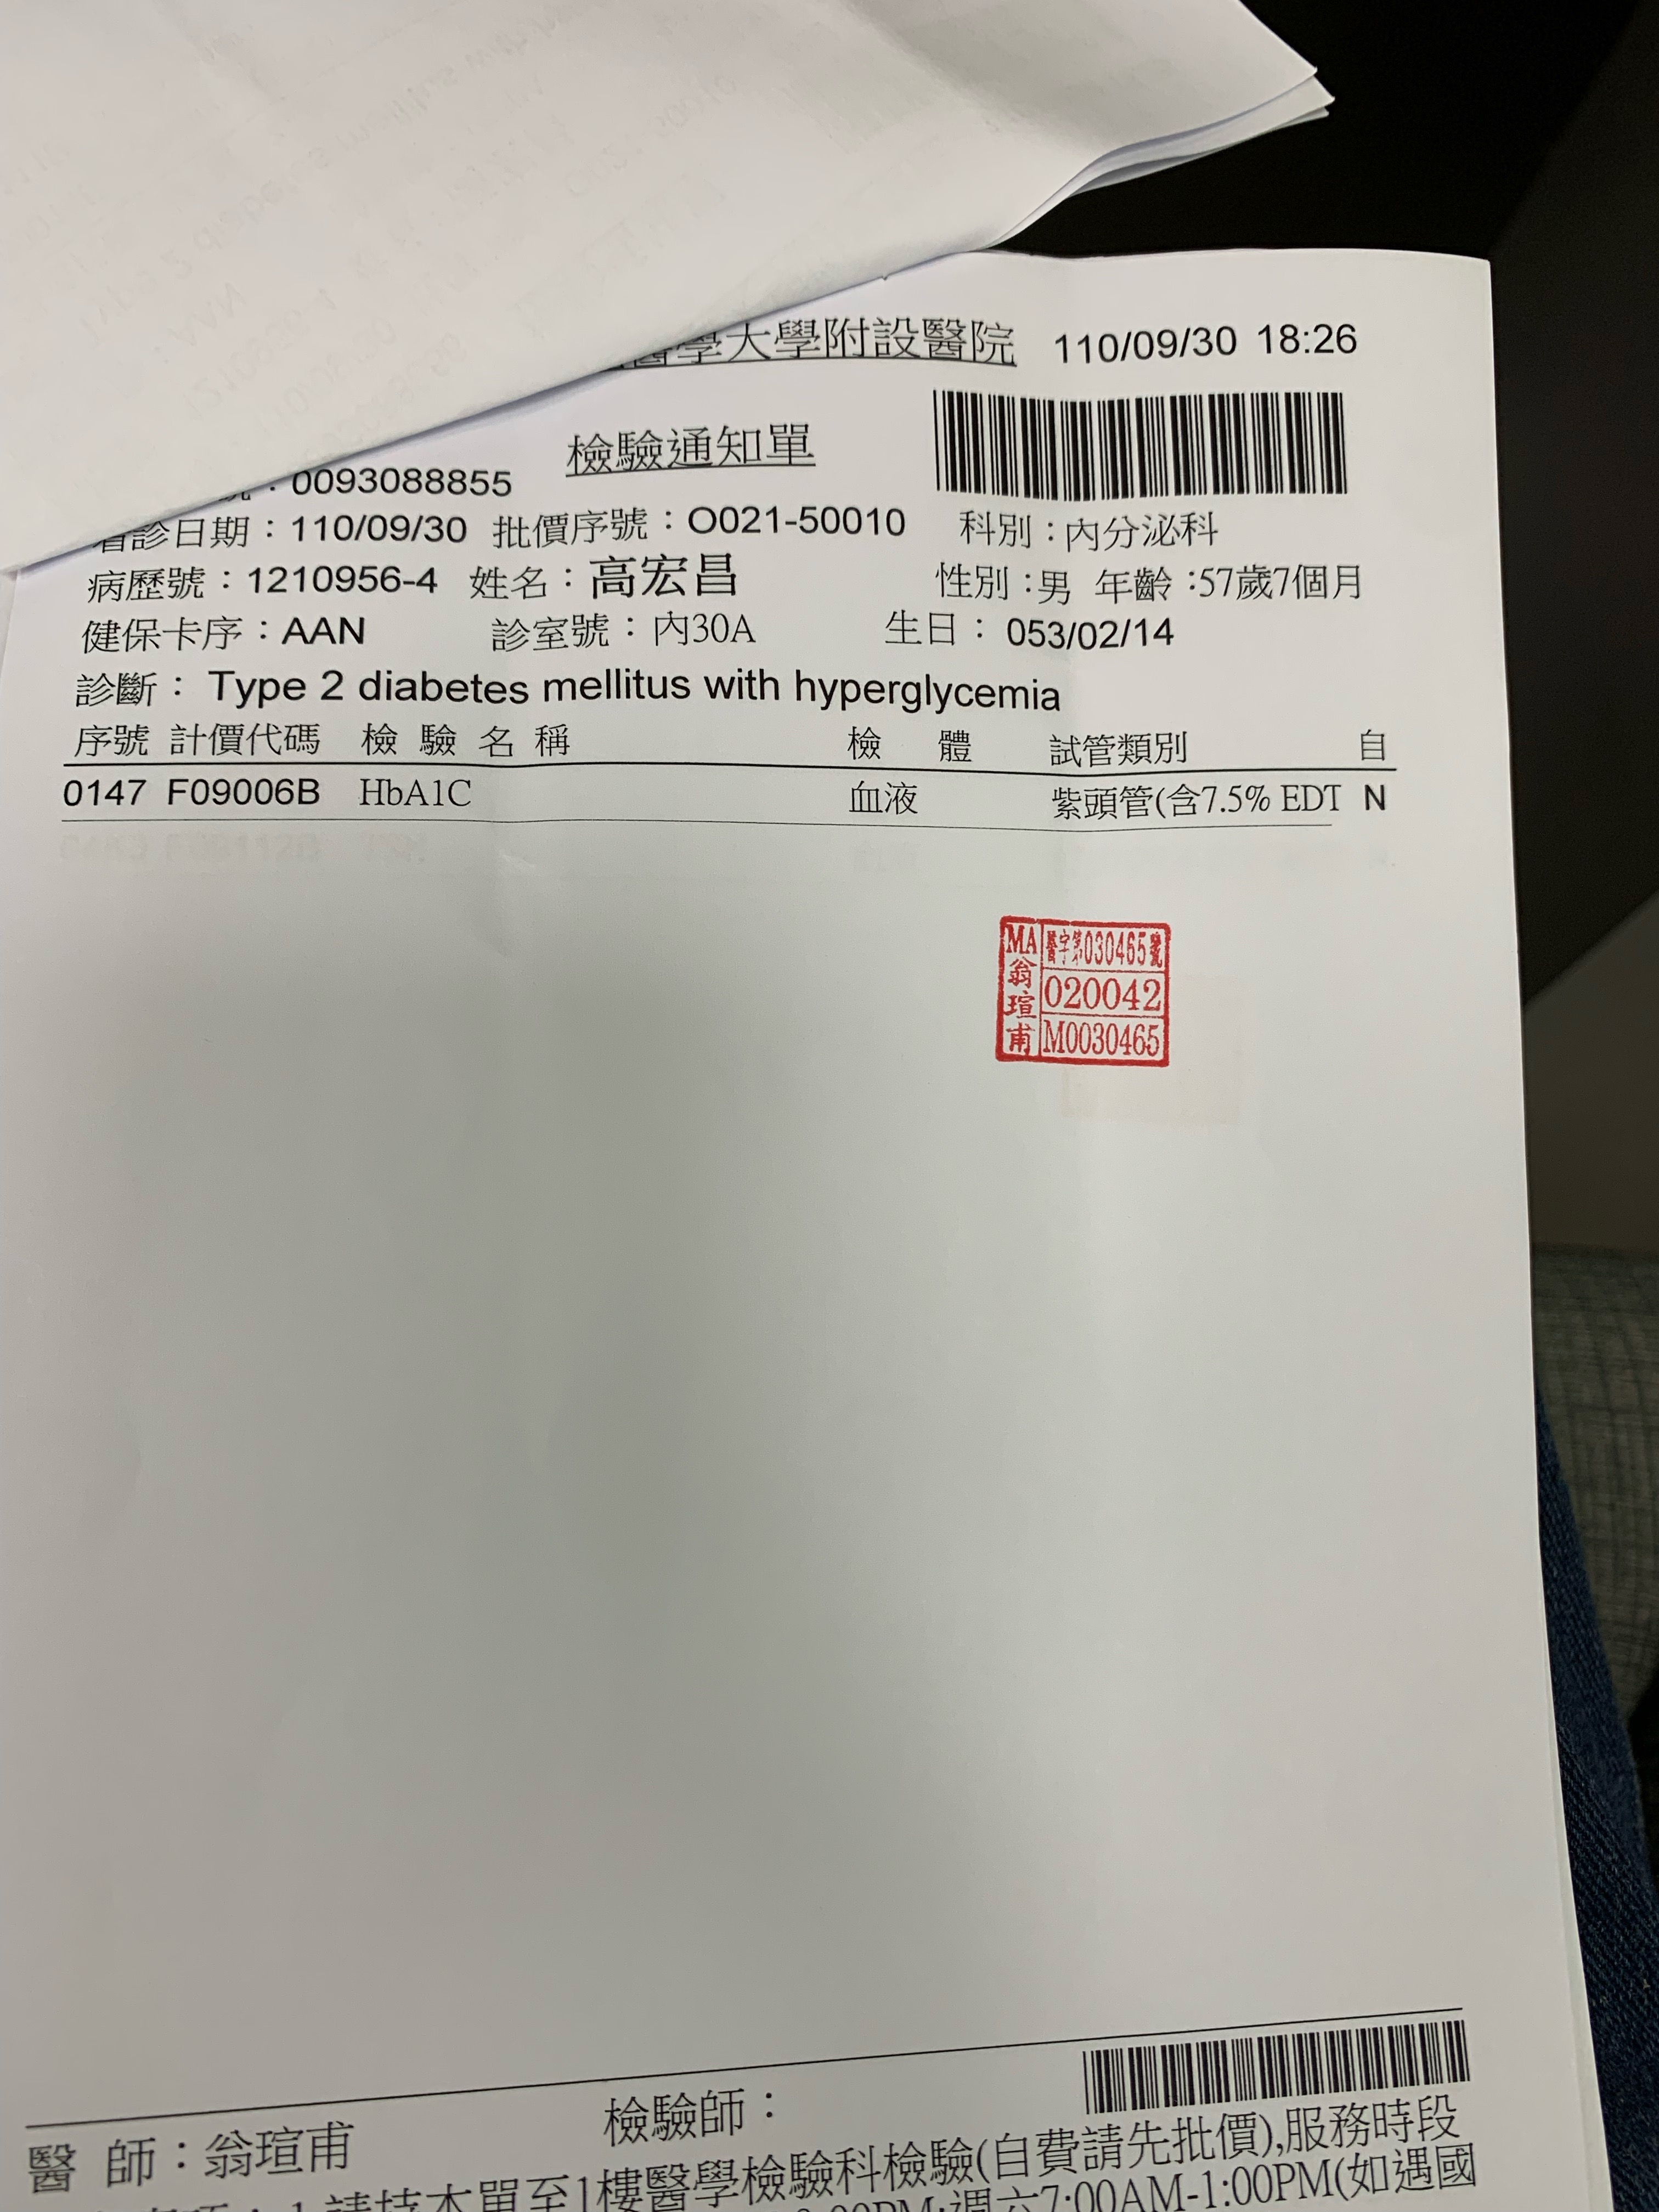 醫學大學附設醫院 110/09/30 18:26
檢驗通知單
號：0093088855
看診日期：110/09/30 批價序號：O021-50010 科別：內分泌科
病歷號：1210956-4 姓名：高宏昌 性別：男 年齡：57歲7個月
健保卡序：AAN 診室號：內30A 生日：053/02/14
診斷：Type 2 diabetes mellitus with hyperglycemia
序號 計價代碼 檢驗名稱 檢體 試管類別 自
0147 F09006B HbA1C 血液 紫頭管(含7.5% EDT N
MA翁瑄甫 醫字第030465號
020042
M0030465
醫師：翁瑄甫 檢驗師：
1.請持本單至1樓醫學檢驗科檢驗(自費請先批價),服務時段
:00PM;週六7:00AM-1:00PM(如遇國